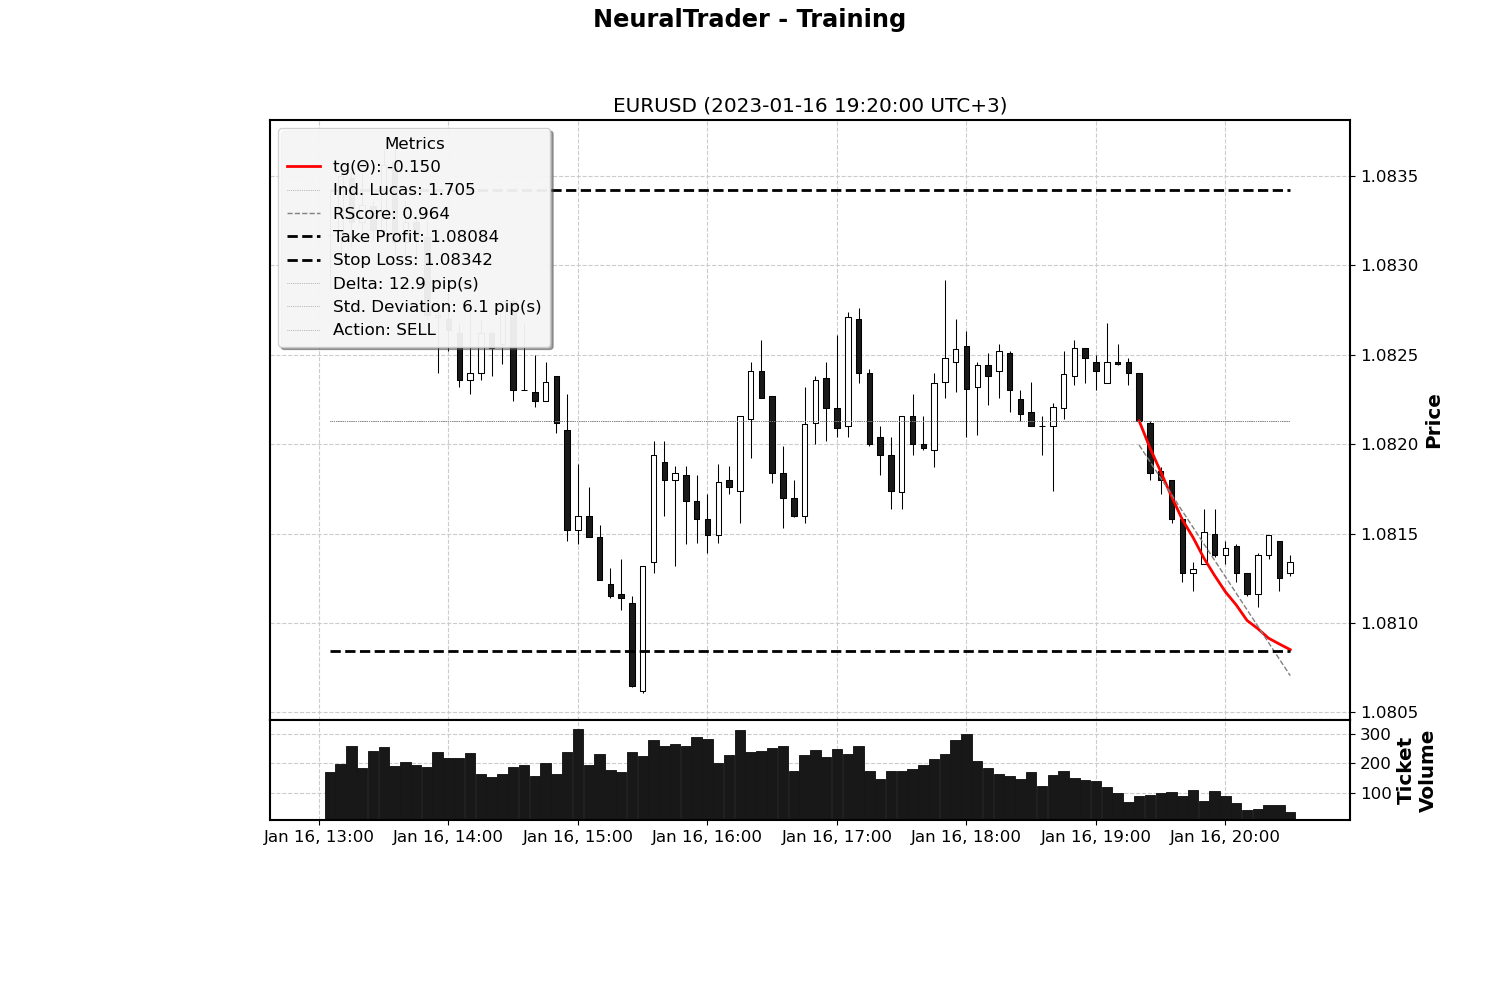 NeuralTrader - Training
EURUSD (2023-01-16 19:20:00 UTC+3)
Metrics
tg(Θ): -0.150
Ind. Lucas: 1.705
RScore: 0.964
Take Profit: 1.08084
Stop Loss: 1.08342
Delta: 12.9 pip(s)
Std. Deviation: 6.1 pip(s)
Action: SELL
1.0835
1.0830
1.0825
1.0820
1.0815
1.0810
1.0805
Price
300
200
100
Ticket
Volume
Jan 16, 13:00 Jan 16, 14:00 Jan 16, 15:00 Jan 16, 16:00 Jan 16, 17:00 Jan 16, 18:00 Jan 16, 19:00 Jan 16, 20:00